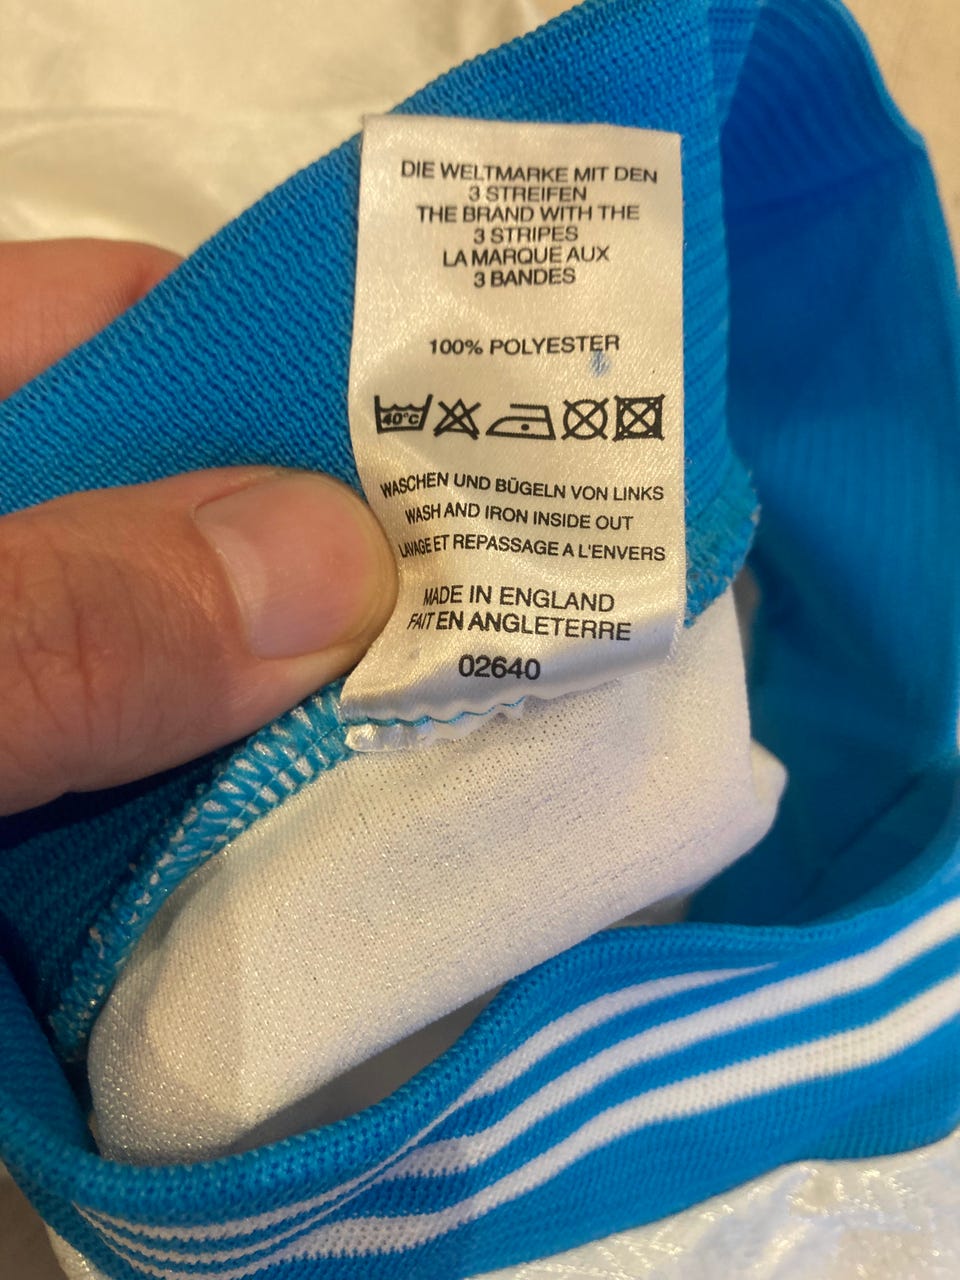 DIE WELTMARKE MIT DEN
3 STREIFEN
THE BRAND WITH THE
3 STRIPES
LA MARQUE AUX
3 BANDES
100% POLYESTER
40°C
WASCHEN UND BÜGELN VON LINKS
WASH AND IRON INSIDE OUT
LAVAGE ET REPASSAGE A L'ENVERS
MADE IN ENGLAND
FAIT EN ANGLETERRE
02640